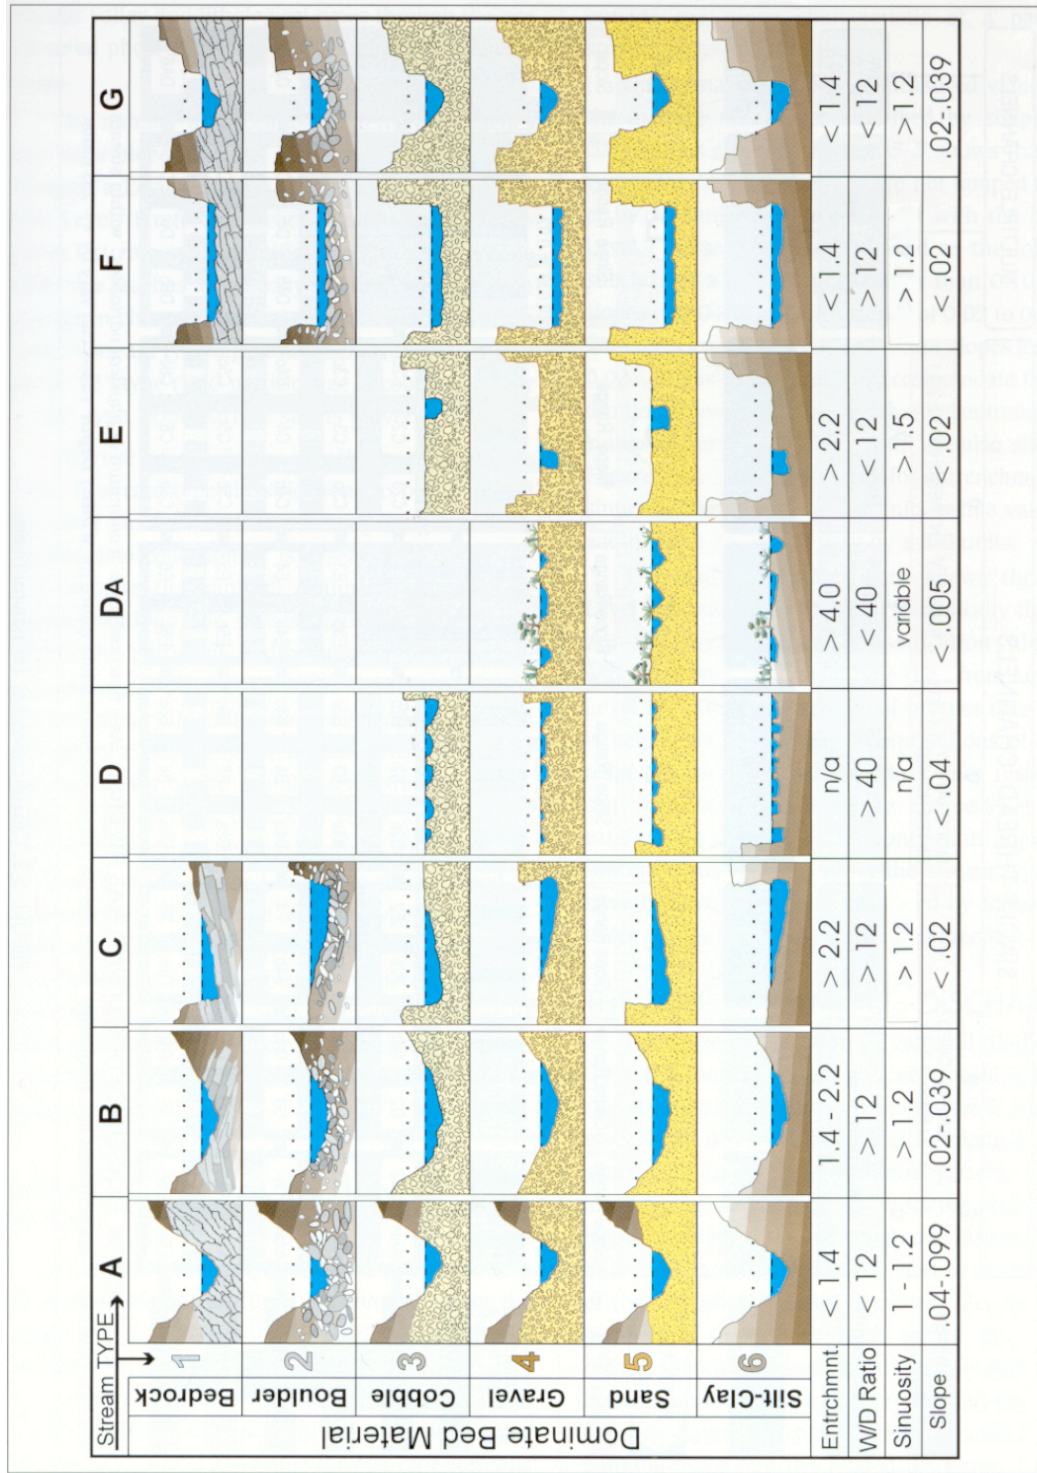 Stream TYPE A B C D DA E F G
Dominate Bed Material
1 Bedrock
2 Boulder
3 Cobble
4 Gravel
5 Sand
6 Silt-Clay
Entrchmnt. < 1.4 1.4 - 2.2 > 2.2 n/a > 4.0 > 2.2 < 1.4 < 1.4
W/D Ratio < 12 > 12 > 12 > 40 < 40 < 12 > 12 < 12
Sinuosity 1 - 1.2 > 1.2 > 1.2 n/a variable >1.5 > 1.2 >1.2
Slope .04-.099 .02-.039 < .02 < .04 < .005 < .02 < .02 .02-.039